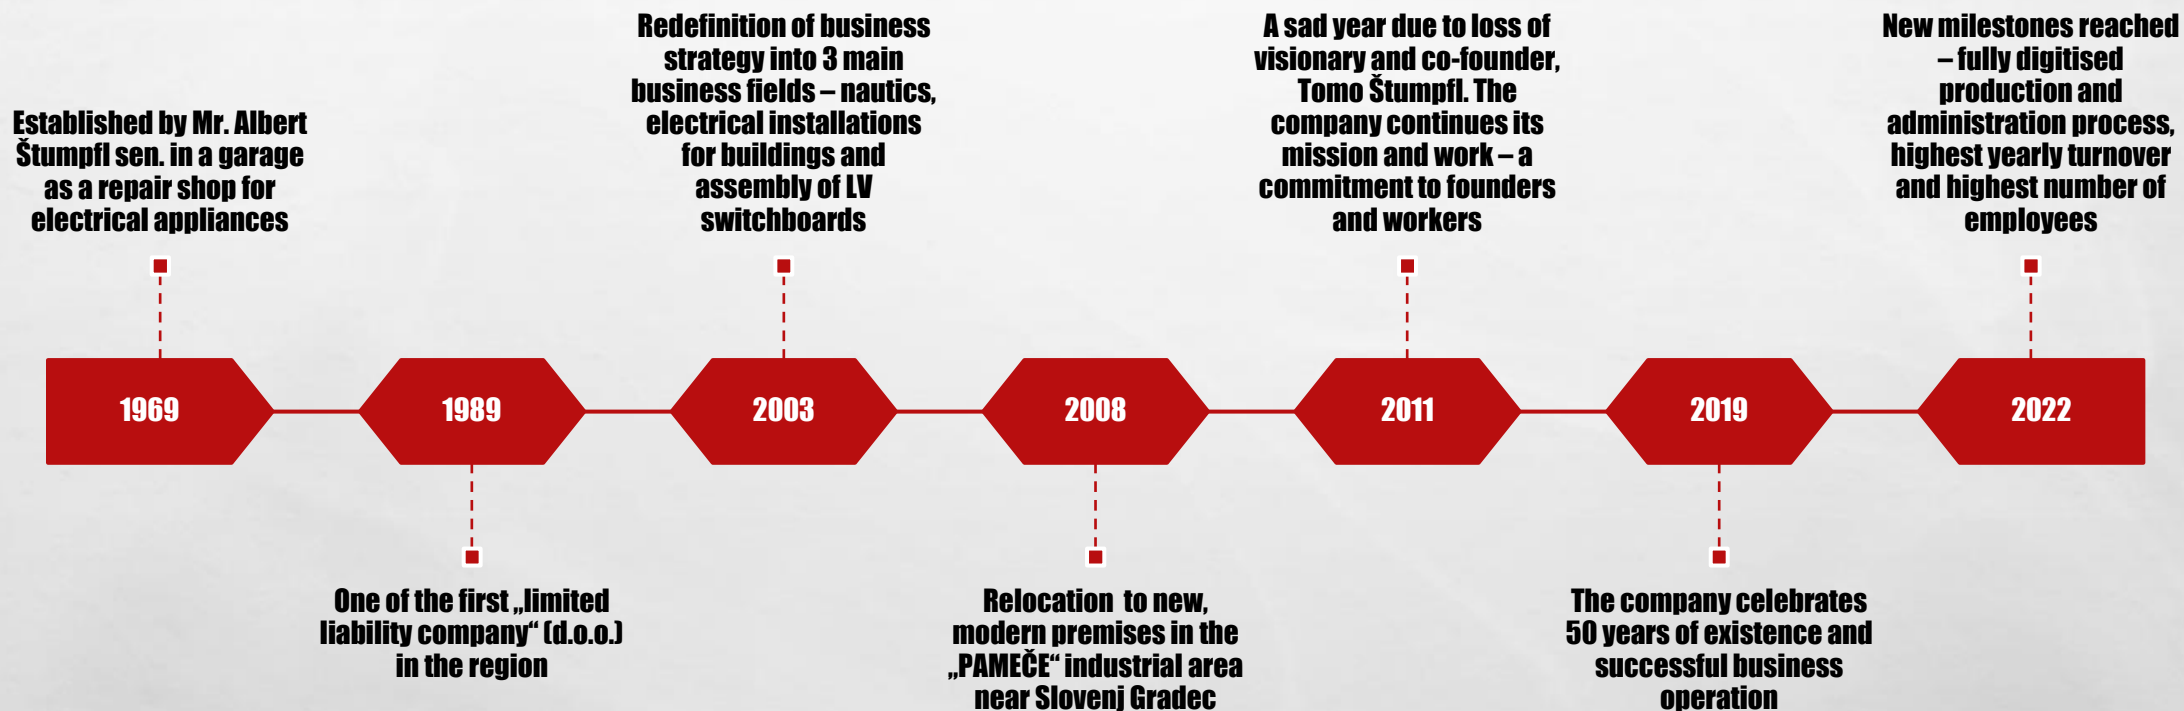 Established by Mr. Albert
Štumpfl sen. in a garage
as a repair shop for
electrical appliances
Redefinition of business
strategy into 3 main
business fields – nautics,
electrical installations
for buildings and
assembly of LV
switchboards
A sad year due to loss of
visionary and co-founder,
Tomo Štumpfl. The
company continues its
mission and work – a
commitment to founders
and workers
New milestones reached
– fully digitised
production and
administration process,
highest yearly turnover
and highest number of
employees
1969
1989
2003
2008
2011
2019
2022
One of the first „limited
liability company“ (d.o.o.)
in the region
Relocation  to new,
modern premises in the
„PAMEČE“ industrial area
near Slovenj Gradec
The company celebrates
50 years of existence and
successful business
operation